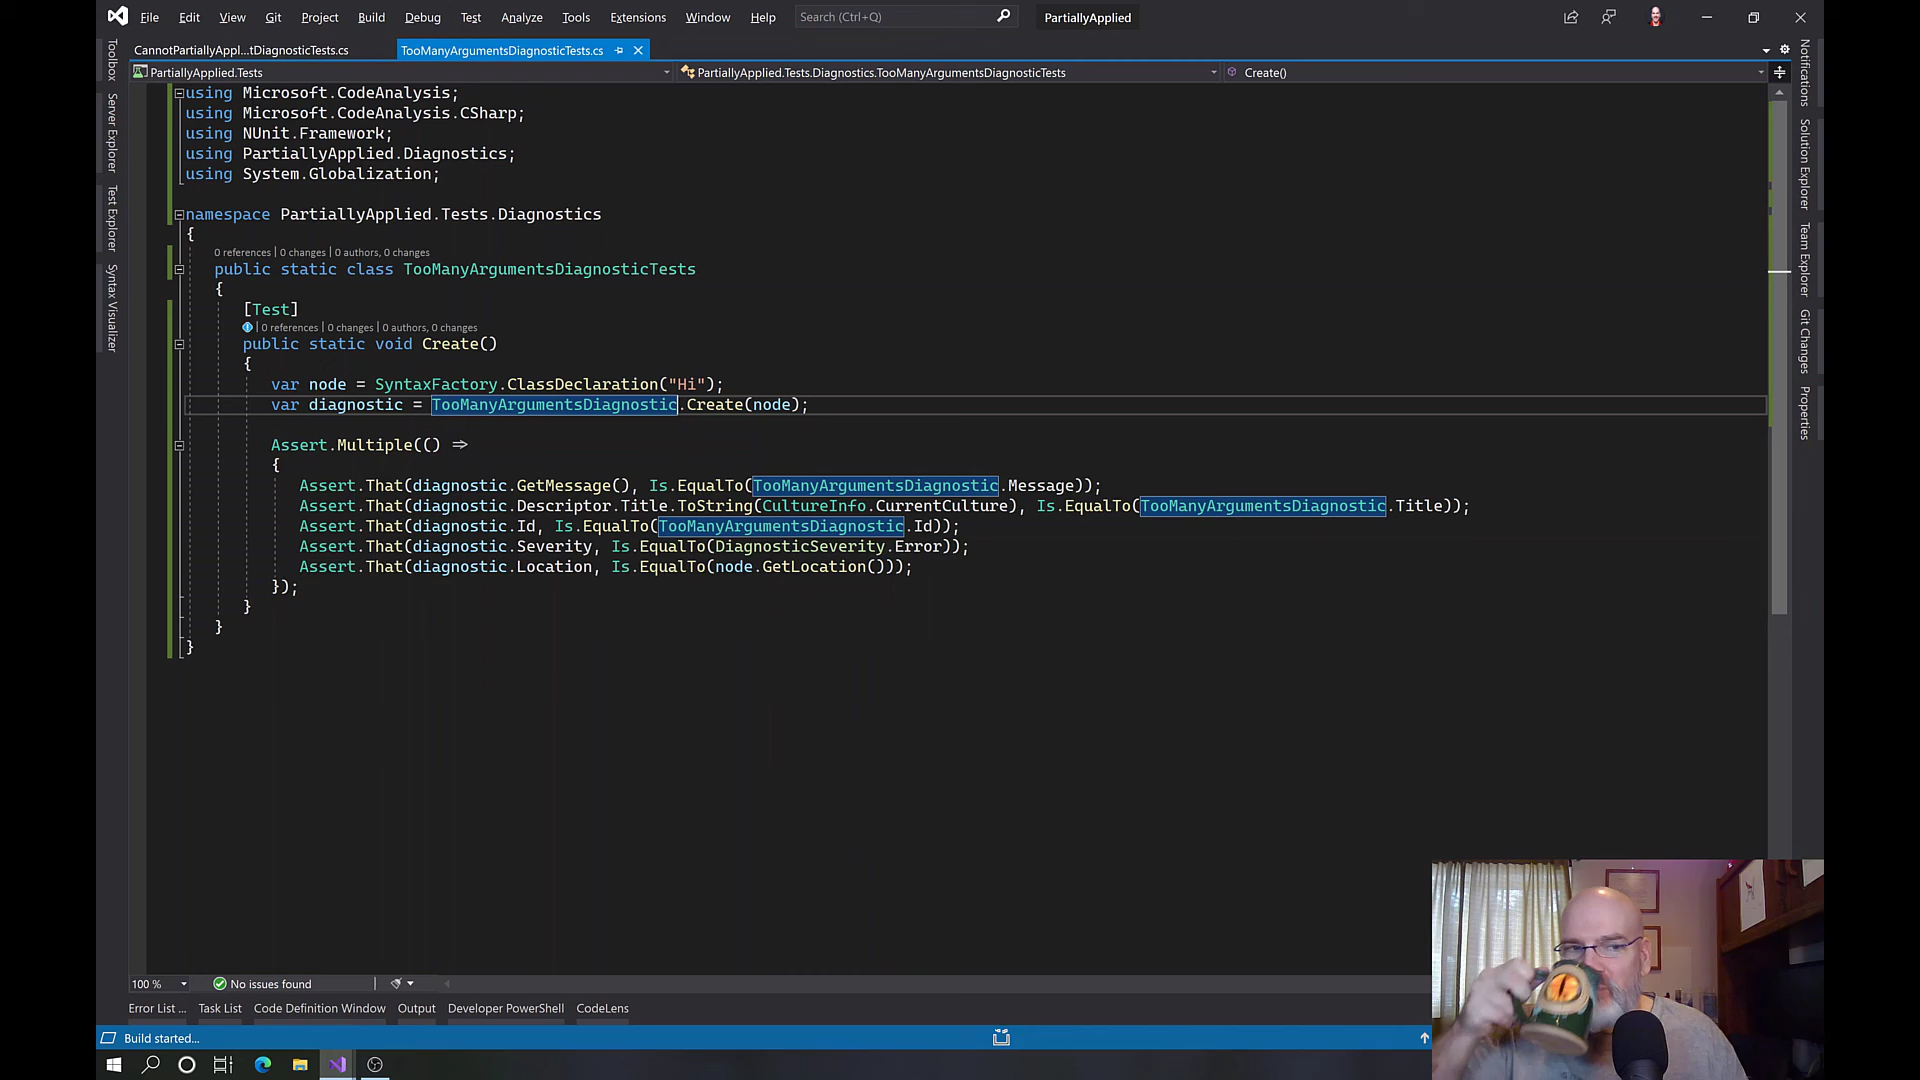 File Edit View Git Project Build Debug Test Analyze Tools Extensions Window Help Search (Ctrl+Q) PartiallyApplied
CannotPartiallyAppl...tDiagnosticTests.cs TooManyArgumentsDiagnosticTests.cs
PartiallyApplied.Tests PartiallyApplied.Tests.Diagnostics.TooManyArgumentsDiagnosticTests Create()
Toolbox
Server Explorer
Test Explorer
Syntax Visualizer
using Microsoft.CodeAnalysis;
using Microsoft.CodeAnalysis.CSharp;
using NUnit.Framework;
using PartiallyApplied.Diagnostics;
using System.Globalization;
namespace PartiallyApplied.Tests.Diagnostics
{
0 references | 0 changes | 0 authors, 0 changes
public static class TooManyArgumentsDiagnosticTests
{
[Test]
0 references | 0 changes | 0 authors, 0 changes
public static void Create()
{
var node = SyntaxFactory.ClassDeclaration("Hi");
var diagnostic = TooManyArgumentsDiagnostic.Create(node);
Assert.Multiple(() =>
{
Assert.That(diagnostic.GetMessage(), Is.EqualTo(TooManyArgumentsDiagnostic.Message));
Assert.That(diagnostic.Descriptor.Title.ToString(CultureInfo.CurrentCulture), Is.EqualTo(TooManyArgumentsDiagnostic.Title));
Assert.That(diagnostic.Id, Is.EqualTo(TooManyArgumentsDiagnostic.Id));
Assert.That(diagnostic.Severity, Is.EqualTo(DiagnosticSeverity.Error));
Assert.That(diagnostic.Location, Is.EqualTo(node.GetLocation()));
});
}
}
}
Notifications
Solution Explorer
Team Explorer
Git Changes
Properties
100 % No issues found
Error List ... Task List Code Definition Window Output Developer PowerShell CodeLens
Build started...